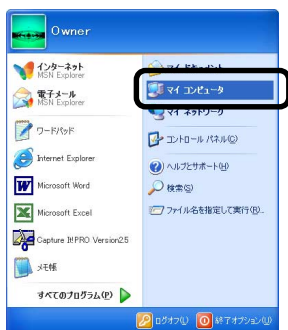 Owner
インターネット
MSN Explorer
電子メール
MSN Explorer
ワードパッド
Internet Explorer
Microsoft Word
Microsoft Excel
Capture It!PRO Version2.5
メモ帳
すべてのプログラム(P)
マイ コンピュータ
マイ ネットワーク
コントロール パネル(C)
ヘルプとサポート(H)
検索(S)
ファイル名を指定して実行(R)...
ログオフ(L)
終了オプション(U)